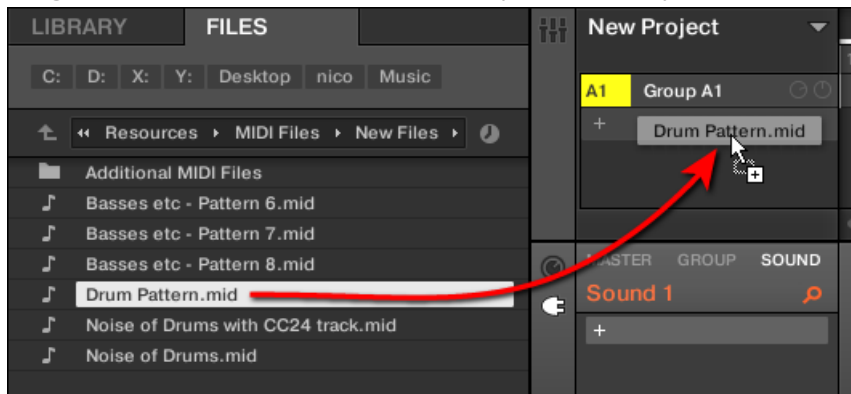 LIBRARY FILES
C: D: X: Y: Desktop nico Music
Resources MIDI Files New Files
Additional MIDI Files
Basses etc - Pattern 6.mid
Basses etc - Pattern 7.mid
Basses etc - Pattern 8.mid
Drum Pattern.mid
Noise of Drums with CC24 track.mid
Noise of Drums.mid
New Project
A1 Group A1
+ Drum Pattern.mid
MASTER GROUP SOUND
Sound 1
+